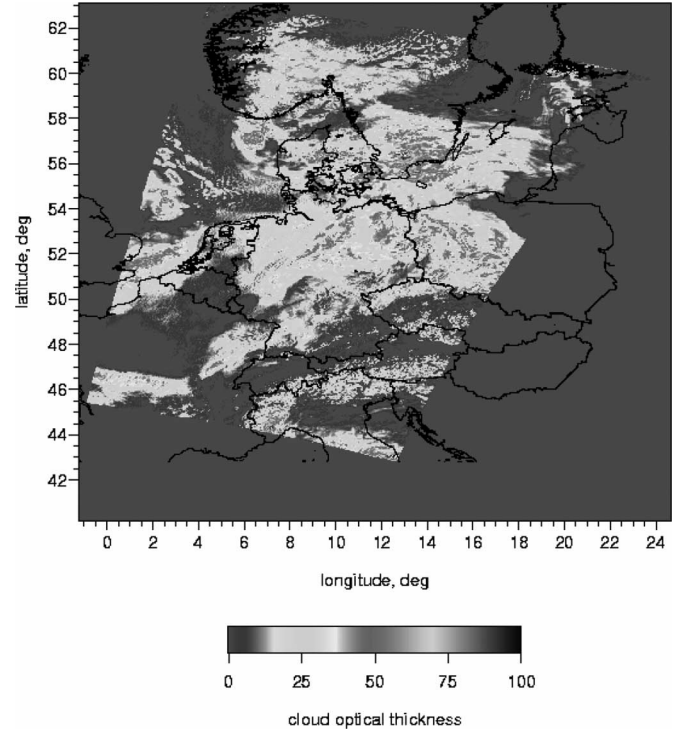 62
60
58
56
54
52
50
48
46
44
42
latitude, deg
0 2 4 6 8 10 12 14 16 18 20 22 24
longitude, deg
0 25 50 75 100
cloud optical thickness